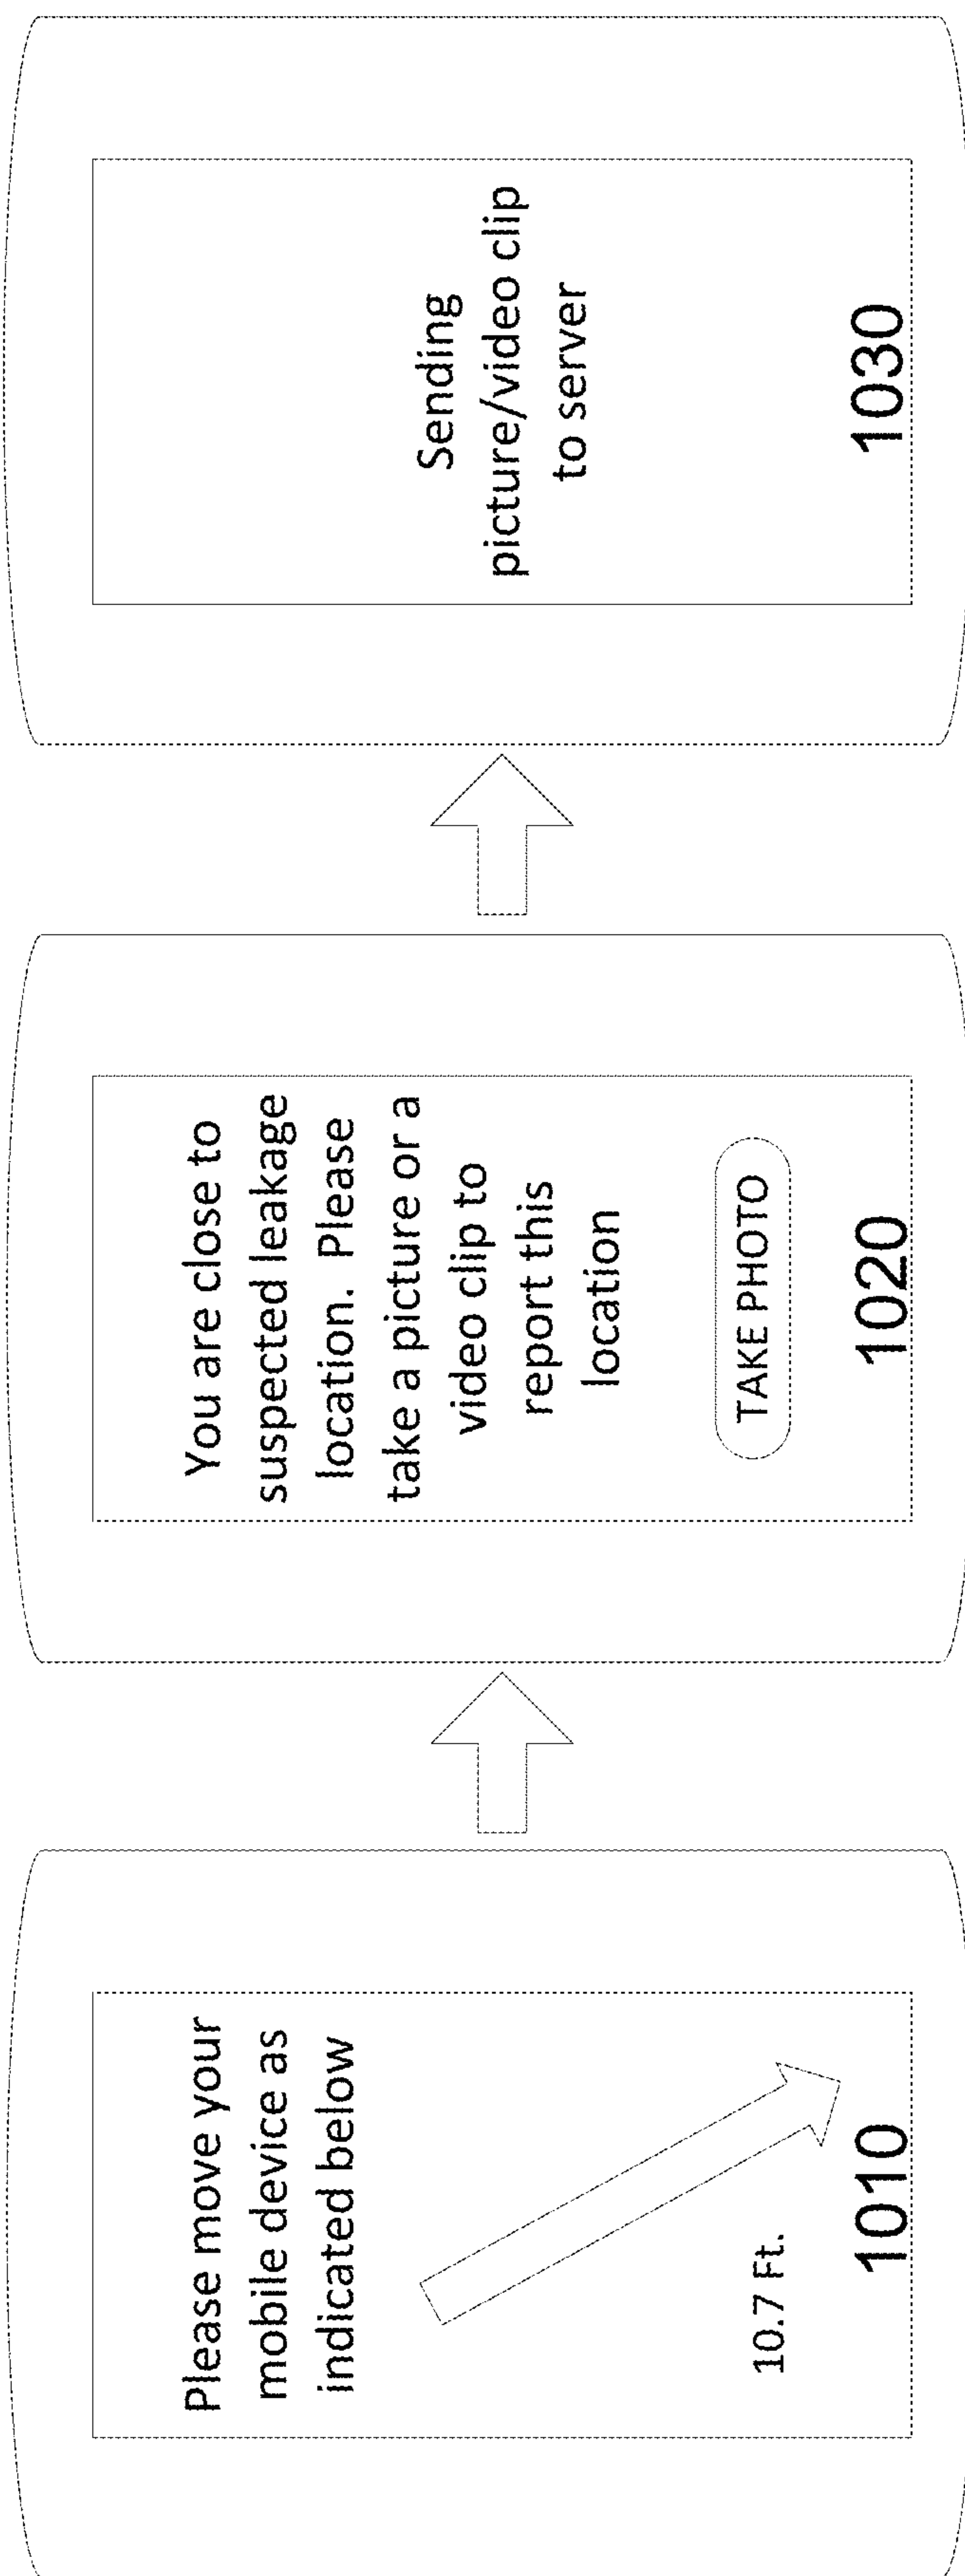 Please move your
mobile device as
indicated below
10.7 Ft.
1010
You are close to
suspected leakage
location. Please
take a picture or a
video clip to
report this
location
TAKE PHOTO
1020
Sending
picture/video clip
to server
1030